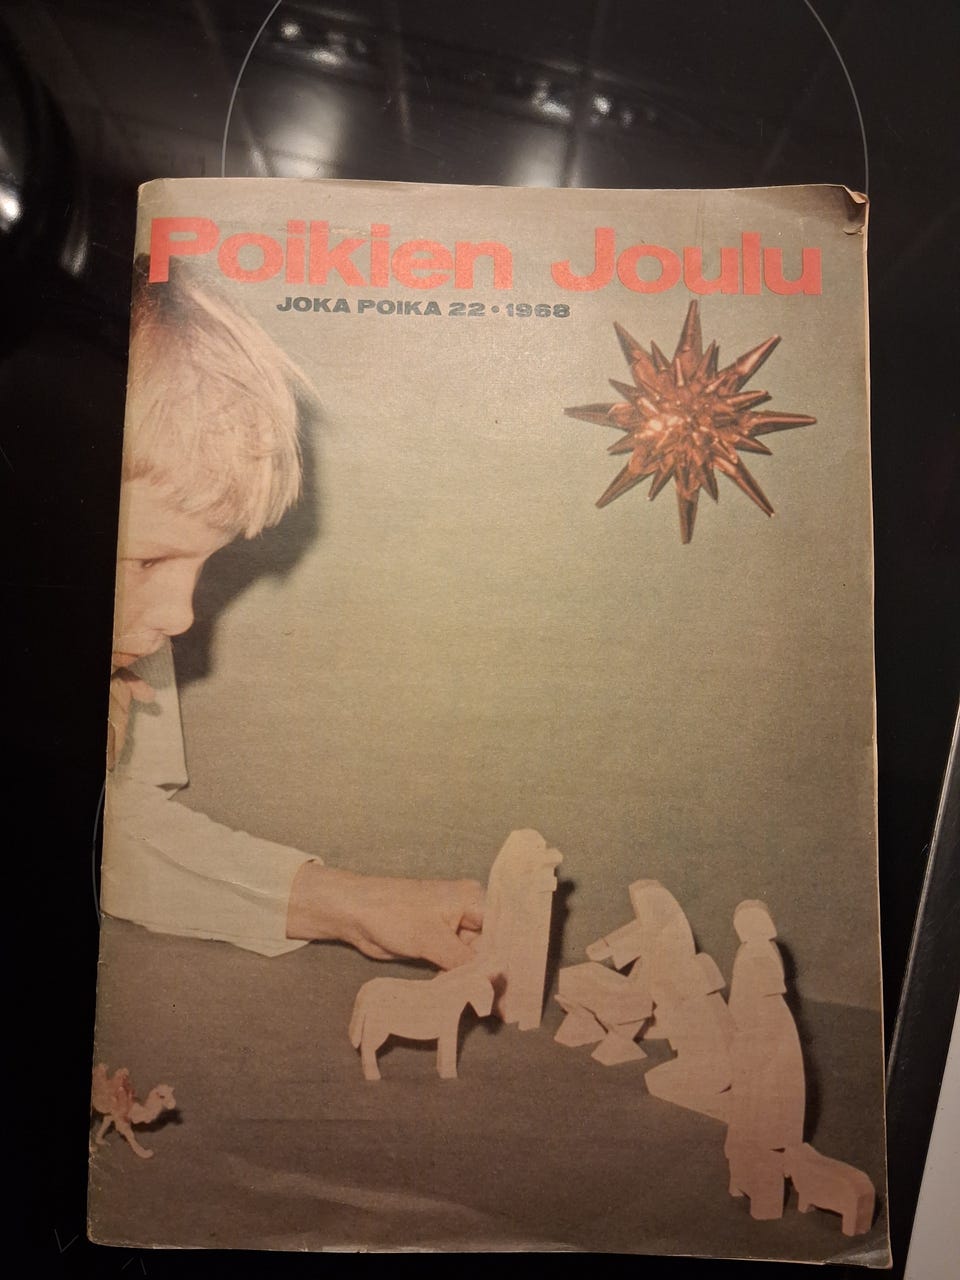 Poikien Joulu
JOKA POIKA 22 • 1968